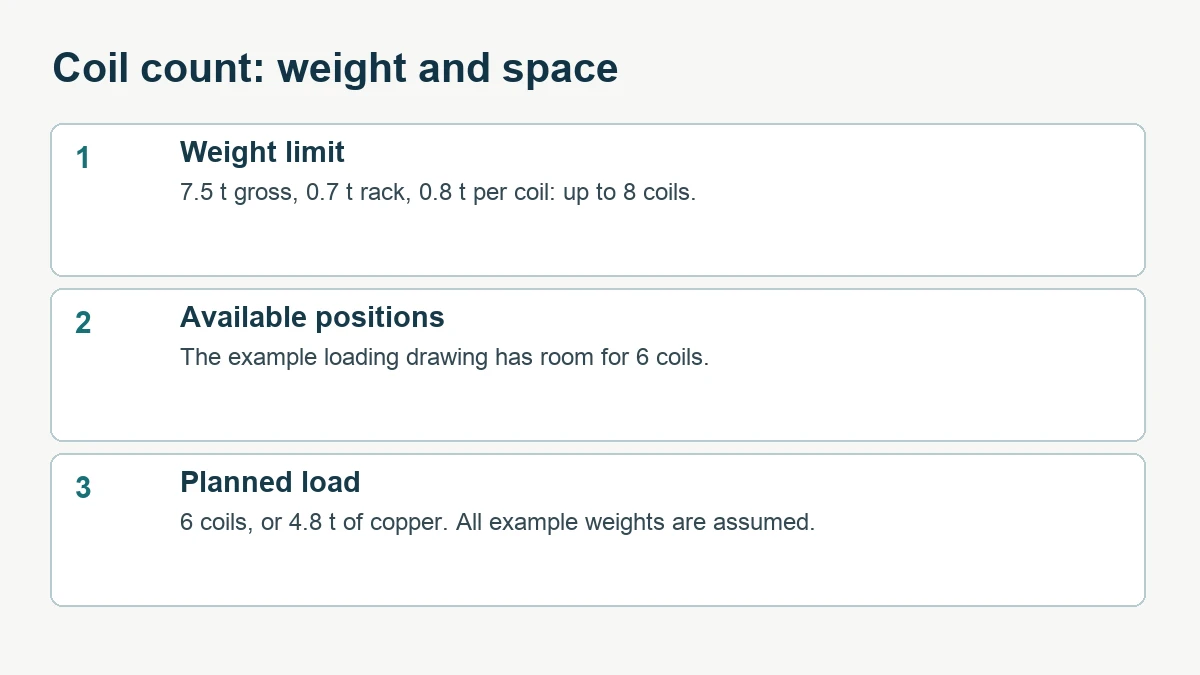 Coil count: weight and space
1
Weight limit
7.5 t gross, 0.7 t rack, 0.8 t per coil: up to 8 coils.
2
Available positions
The example loading drawing has room for 6 coils.
3
Planned load
6 coils, or 4.8 t of copper. All example weights are assumed.